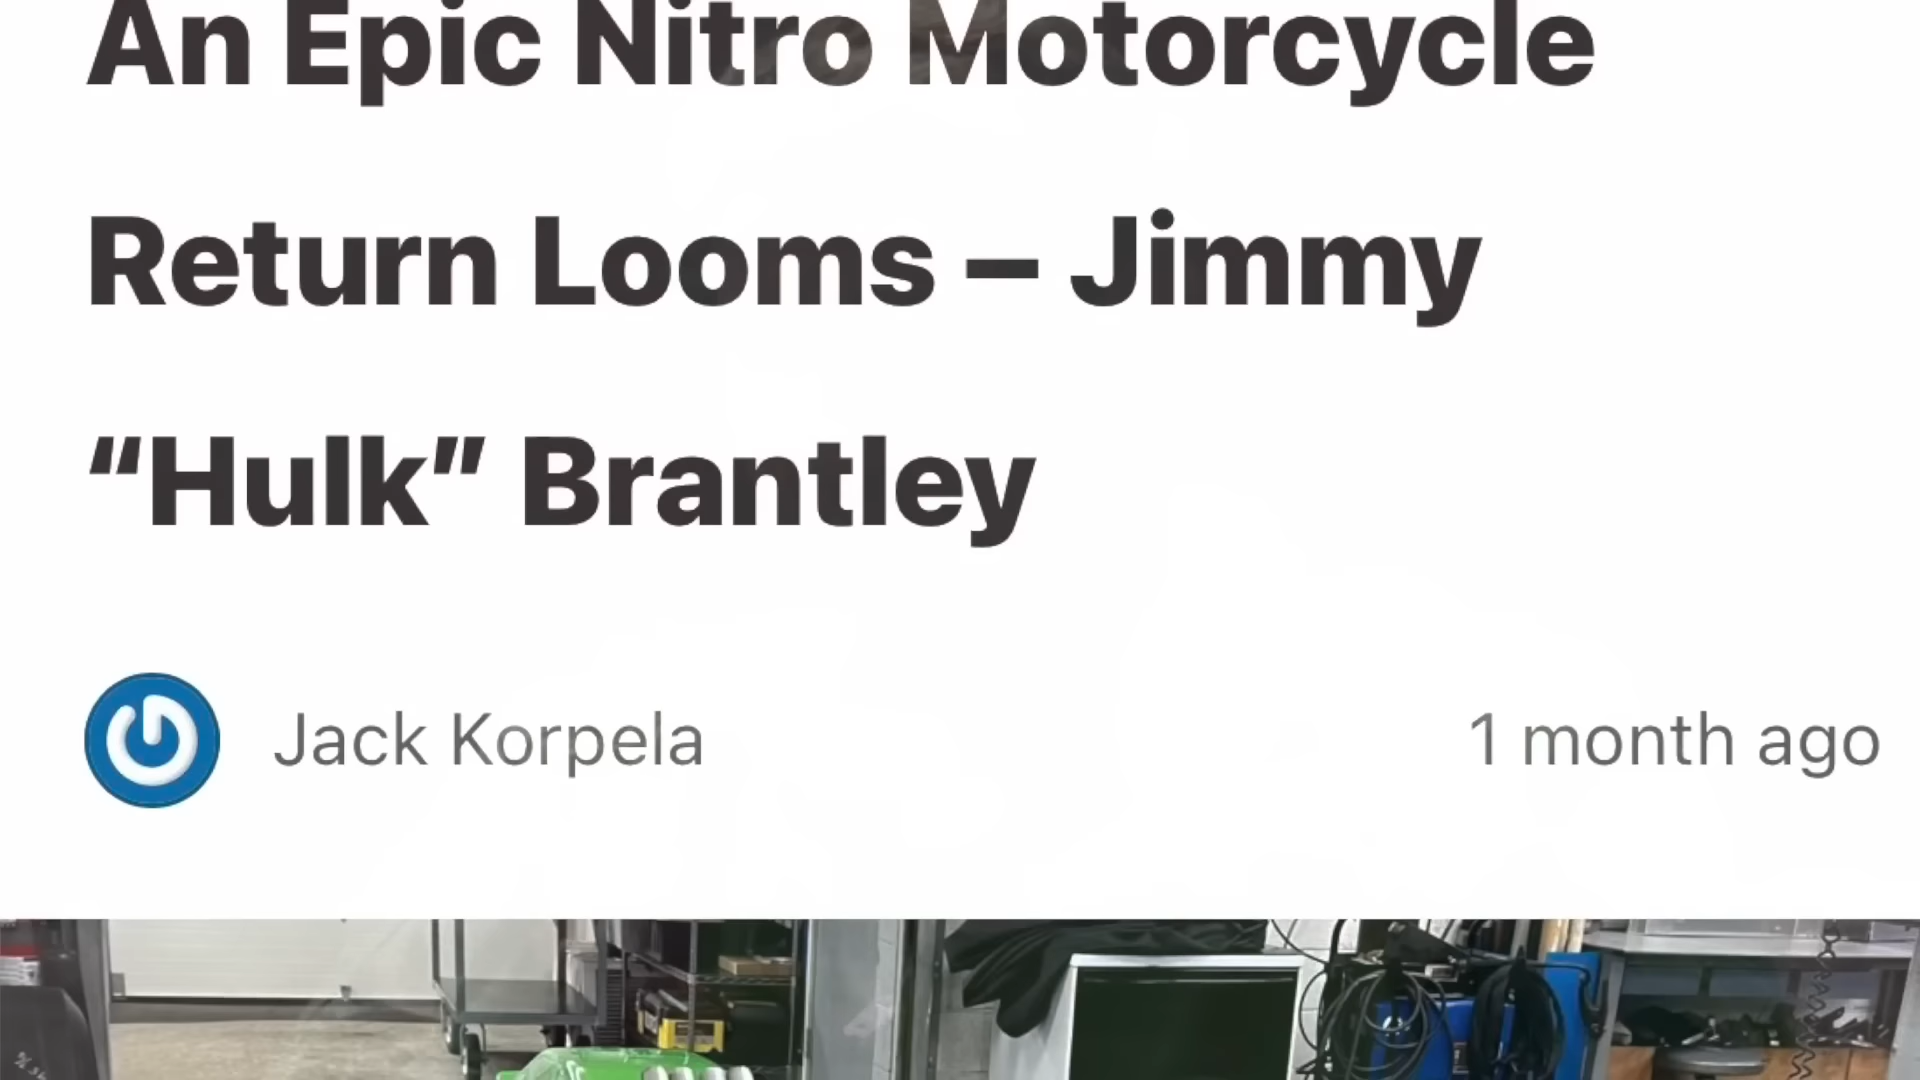 An Epic Nitro Motorcycle
Return Looms – Jimmy
“Hulk” Brantley
Jack Korpela
1 month ago